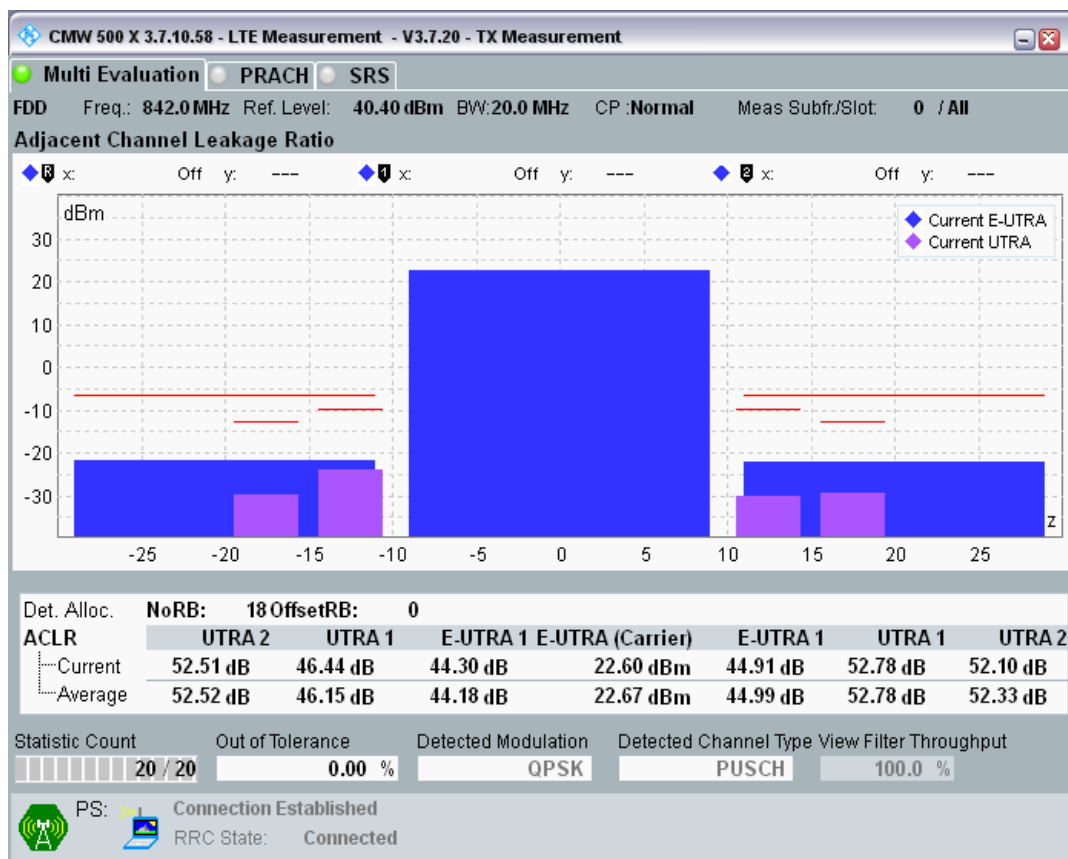 CMW 500 X 3.7.10.58 - LTE Measurement - V3.7.20 - TX Measurement
Multi Evaluation PRACH SRS
FDD Freq.: 842.0 MHz Ref. Level: 40.40 dBm BW:20.0 MHz CP :Normal Meas Subfr./Slot: 0 / All
Adjacent Channel Leakage Ratio
R x: Off y: --- 1 x: Off y: --- 2 x: Off y: ---
dBm
Current E-UTRA
Current UTRA
30
20
10
0
-10
-20
-30
z
-25 -20 -15 -10 -5 0 5 10 15 20 25
Det. Alloc. NoRB: 18 OffsetRB: 0
ACLR UTRA 2 UTRA 1 E-UTRA 1 E-UTRA (Carrier) E-UTRA 1 UTRA 1 UTRA 2
Current 52.51 dB 46.44 dB 44.30 dB 22.60 dBm 44.91 dB 52.78 dB 52.10 dB
Average 52.52 dB 46.15 dB 44.18 dB 22.67 dBm 44.99 dB 52.78 dB 52.33 dB
Statistic Count Out of Tolerance Detected Modulation Detected Channel Type View Filter Throughput
20 / 20 0.00 % QPSK PUSCH 100.0 %
PS: Connection Established
RRC State: Connected